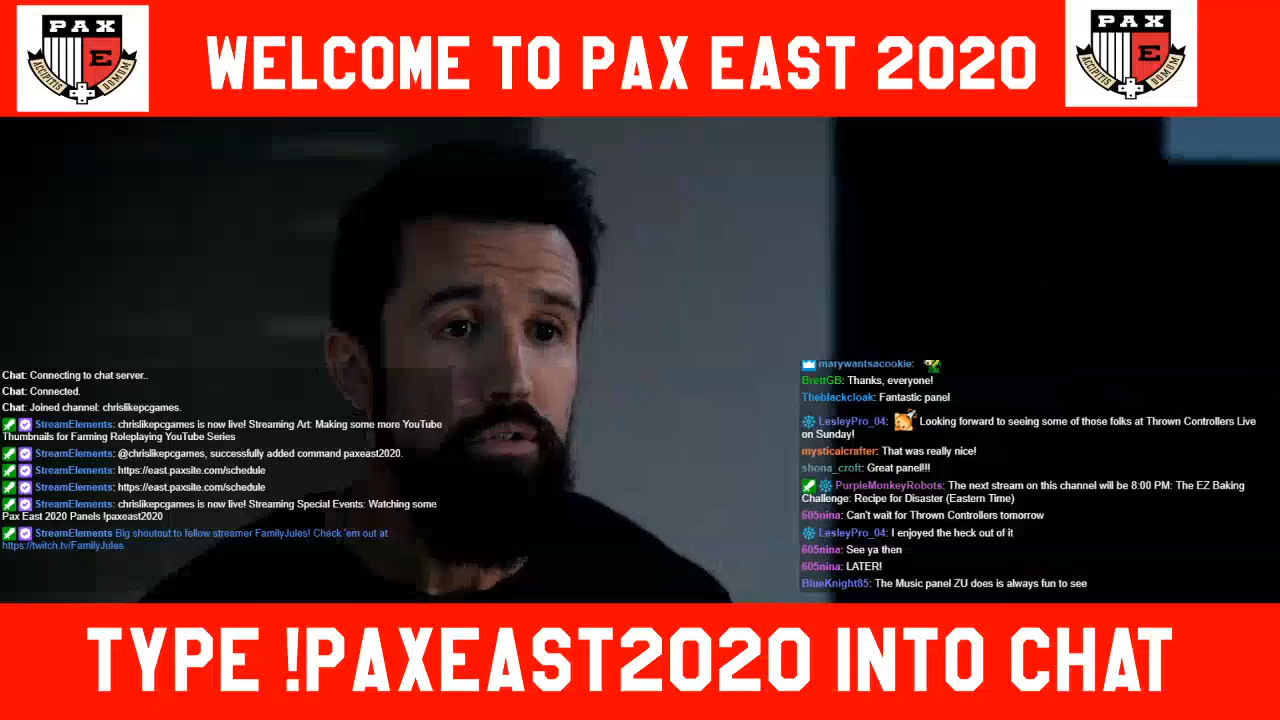 PAX
E
ACCIPITIS DOMUM
WELCOME TO PAX EAST 2020
PAX
E
ACCIPITIS DOMUM
Chat: Connecting to chat server..
Chat: Connected.
Chat: Joined channel: chrislikepcgames.
StreamElements: chrislikepcgames is now live! Streaming Art: Making some more YouTube
Thumbnails for Farming Roleplaying YouTube Series
StreamElements: @chrislikepcgames, successfully added command paxeast2020.
StreamElements: https://east.paxsite.com/schedule
StreamElements: https://east.paxsite.com/schedule
StreamElements: chrislikepcgames is now live! Streaming Special Events: Watching some
Pax East 2020 Panels !paxeast2020
StreamElements Big shoutout to fellow streamer FamilyJules! Check 'em out at
https://twitch.tv/FamilyJules
marywantsacookie:
BrettGB: Thanks, everyone!
Theblackcloak: Fantastic panel
LesleyPro_04: Looking forward to seeing some of those folks at Thrown Controllers Live
on Sunday!
mysticalcrafter: That was really nice!
shona_croft: Great panel!!!
PurpleMonkeyRobots: The next stream on this channel will be 8:00 PM: The EZ Baking
Challenge: Recipe for Disaster (Eastern Time)
605nina: Can't wait for Thrown Controllers tomorrow
LesleyPro_04: I enjoyed the heck out of it
605nina: See ya then
605nina: LATER!
BlueKnight85: The Music panel ZU does is always fun to see
TYPE !PAXEAST2020 INTO CHAT